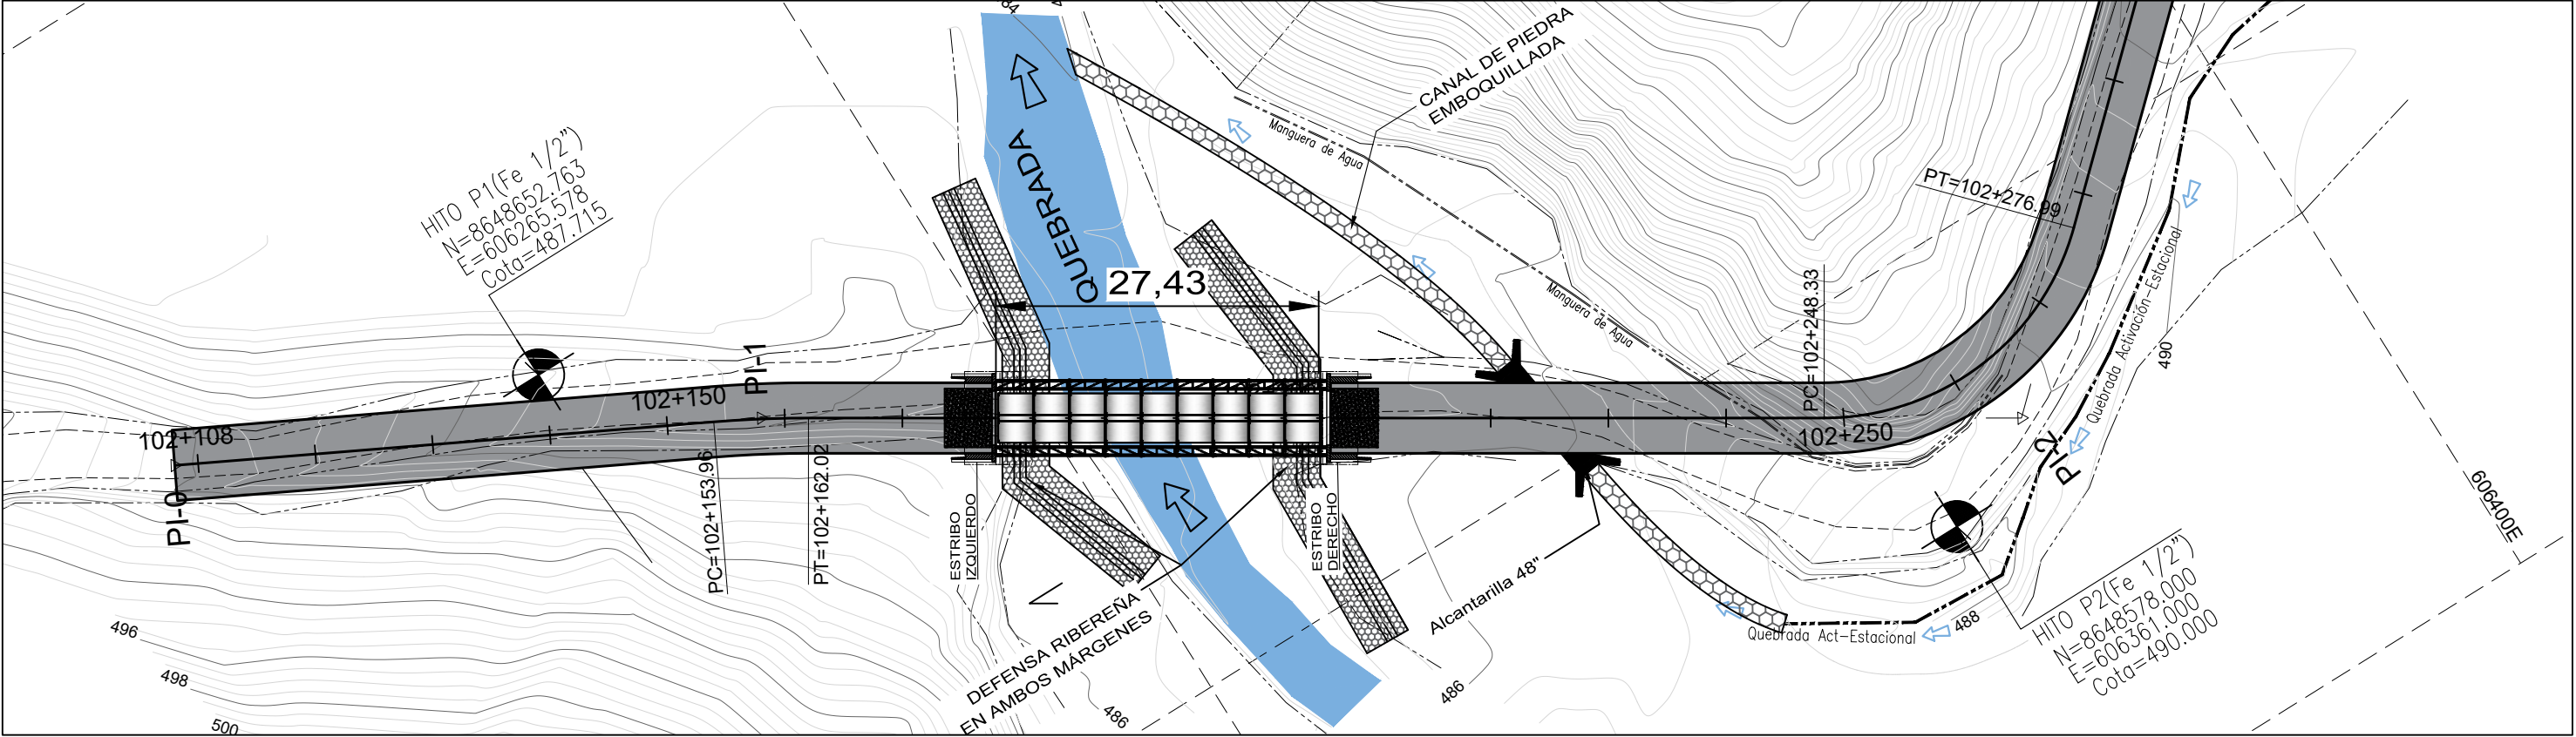 HITO P1(Fe 1/2")
N=8648652.763
E=606265.578
Cota=487.715
102+108
PI-0
102+150
PI-1
PC=102+153.96
PT=102+162.02
496
498
500
QUEBRADA
27,43
ESTRIBO
IZQUIERDO
ESTRIBO
DERECHO
DEFENSA RIBEREÑA
EN AMBOS MÁRGENES
486
486
Alcantarilla 48"
CANAL DE PIEDRA
EMBOQUILLADA
Manguera de Agua
Manguera de Agua
PC=102+248.33
102+250
PT=102+276.99
PI-2
Quebrada Activación-Estacional
490
Quebrada Act-Estacional
488
HITO P2(Fe 1/2")
N=8648578.000
E=606361.000
Cota=490.000
606400E